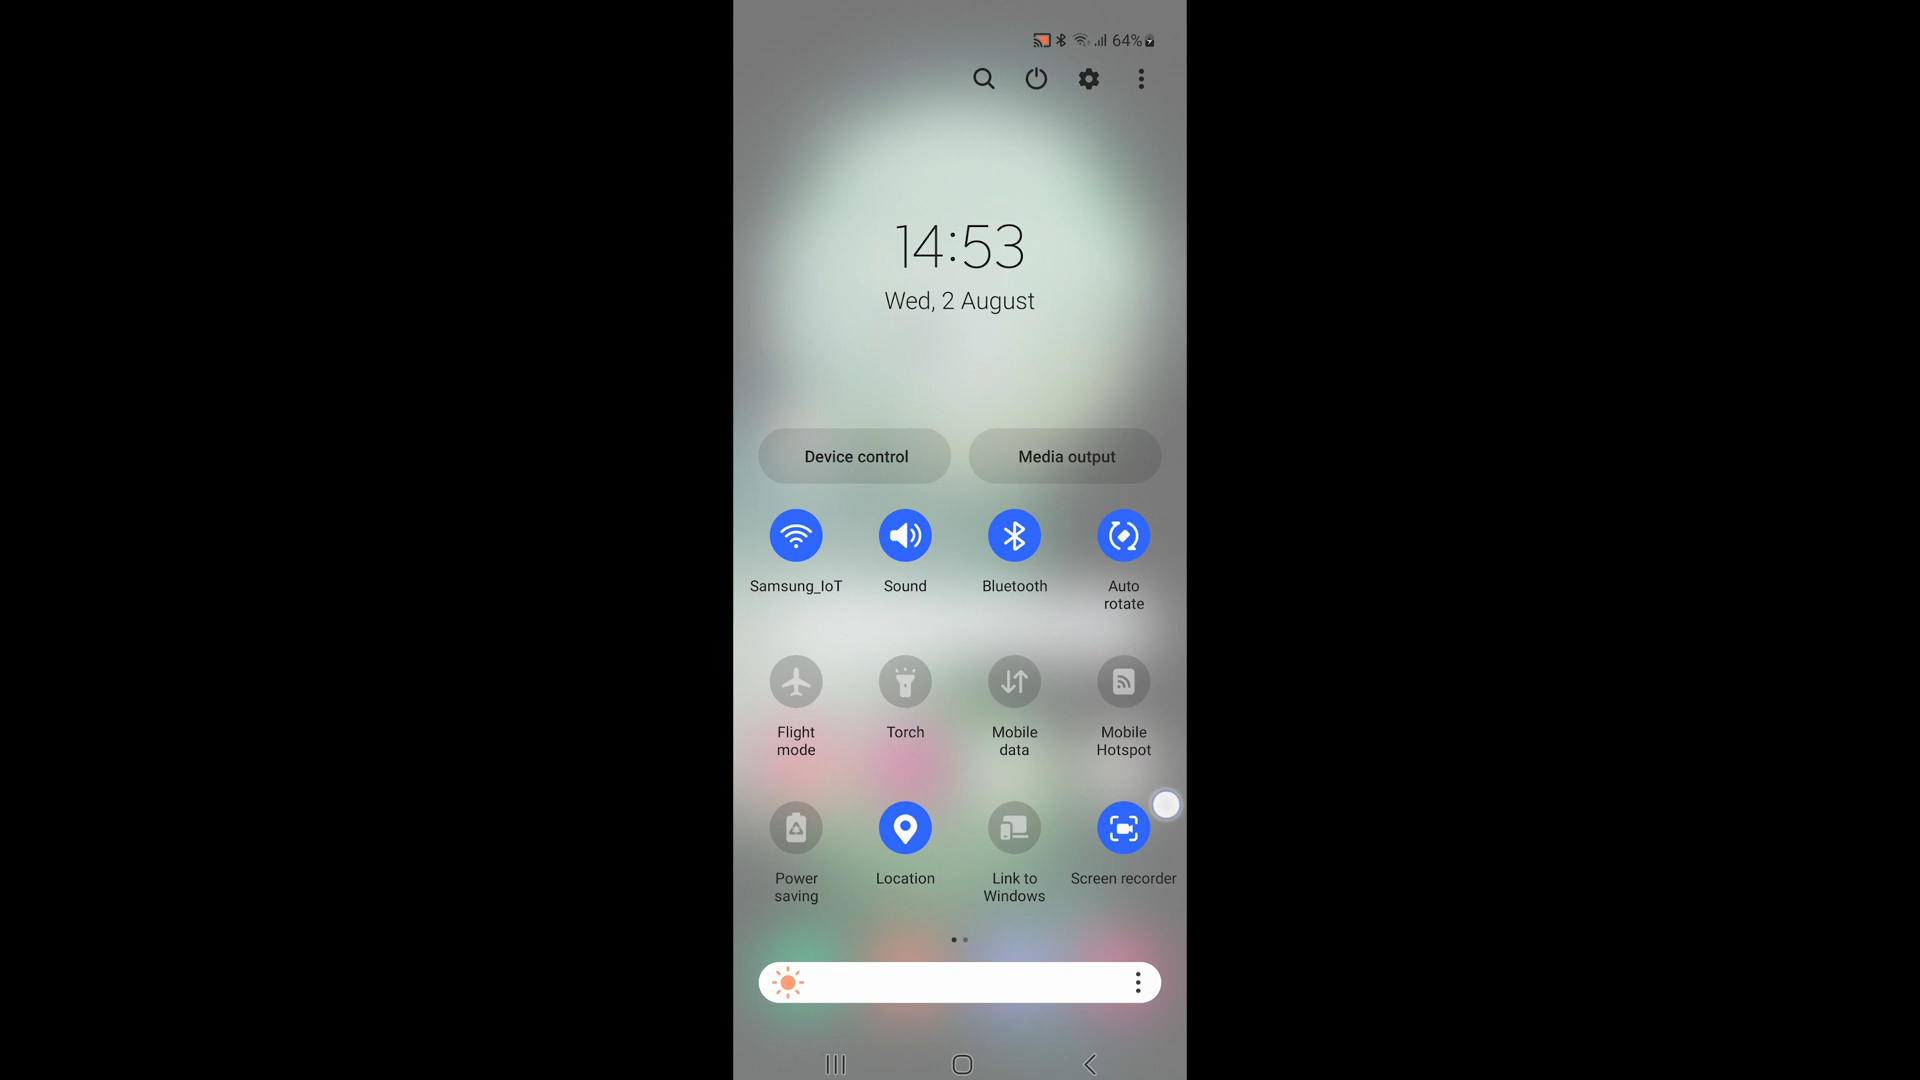 64%
14:53
Wed, 2 August
Device control
Media output
Samsung_IoT
Sound
Bluetooth
Auto
rotate
Flight
mode
Torch
Mobile
data
Mobile
Hotspot
Power
saving
Location
Link to
Windows
Screen recorder